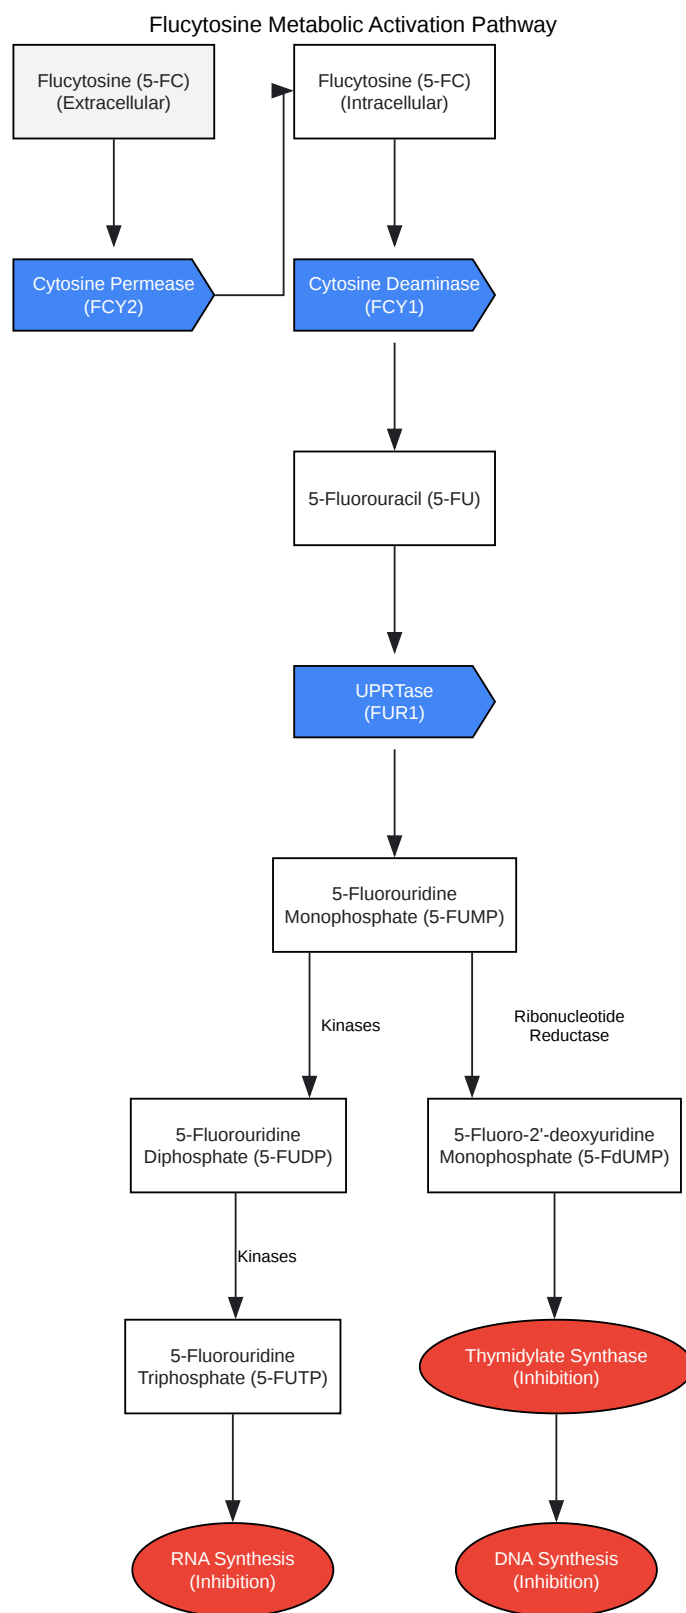 Flucytosine Metabolic Activation Pathway
Flucytosine (5-FC)
(Extracellular)
Flucytosine (5-FC)
(Intracellular)
Cytosine Permease
(FCY2)
Cytosine Deaminase
(FCY1)
5-Fluorouracil (5-FU)
UPRTase
(FUR1)
5-Fluorouridine
Monophosphate (5-FUMP)
Kinases
Ribonucleotide
Reductase
5-Fluorouridine
Diphosphate (5-FUDP)
5-Fluoro-2'-deoxyuridine
Monophosphate (5-FdUMP)
Kinases
5-Fluorouridine
Triphosphate (5-FUTP)
Thymidylate Synthase
(Inhibition)
RNA Synthesis
(Inhibition)
DNA Synthesis
(Inhibition)